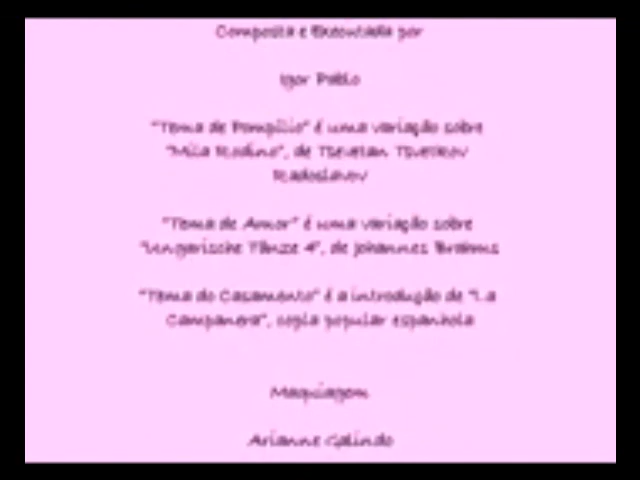 Composta e Executada por
Igor Pablo
"Tema de Pompílio" é uma variação sobre
"Mila Rodino", de Tsvetan Tsvetkov
Radoslavov
"Tema de Amor" é uma variação sobre
"Ungarische Tänze 4", de Johannes Brahms
"Tema do Casamento" é a introdução de "La
Campanera", copla popular espanhola
Maquiagem
Arianne Galindo